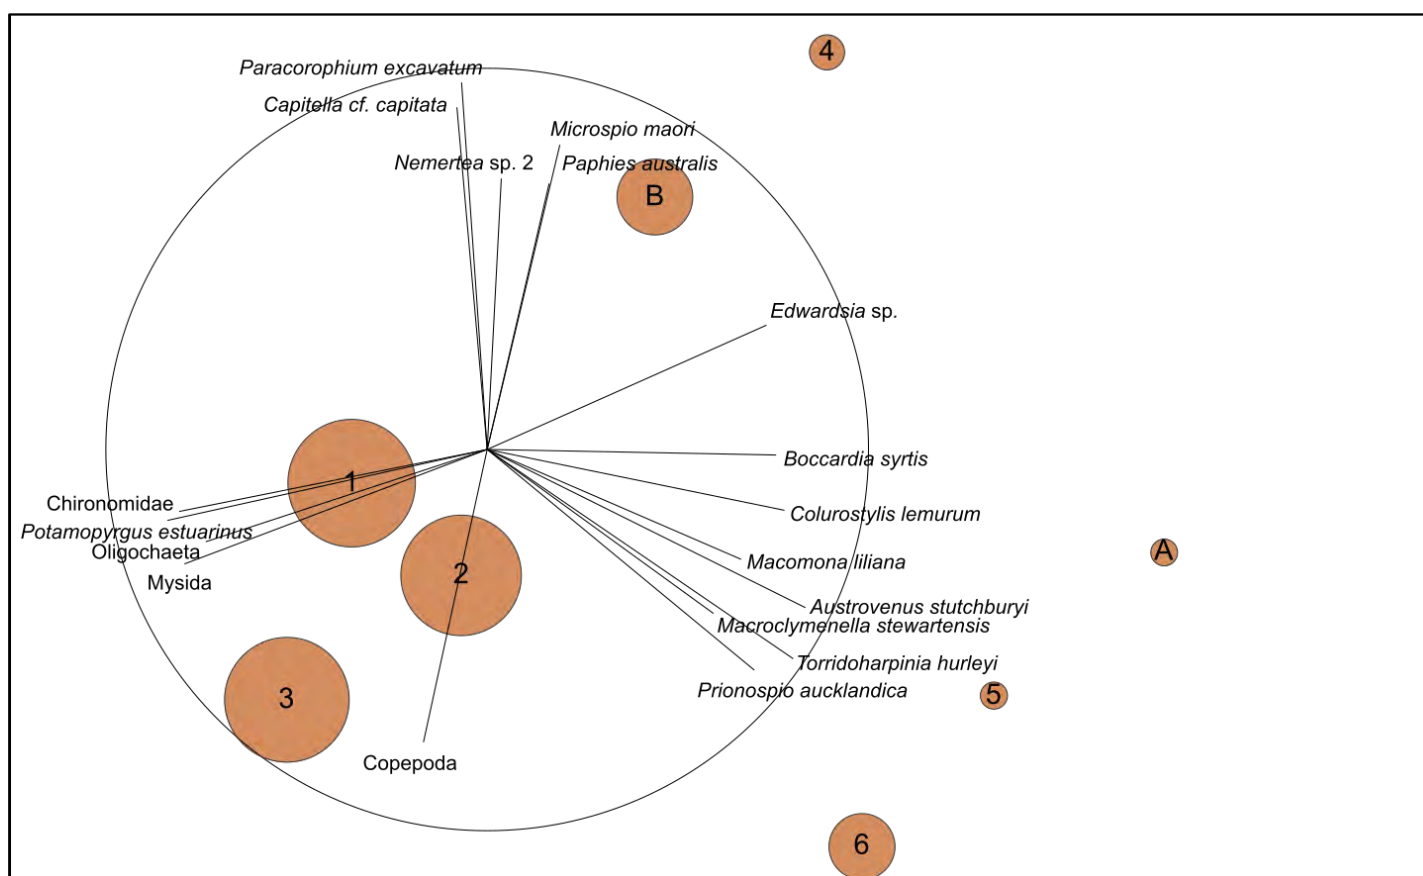 4
Paracorophium excavatum
Capitella cf. capitata
Microspio maori
Nemertea sp. 2
Paphies australis
B
Edwardsia sp.
Boccardia syrtis
1
Chironomidae
Colurostylis lemurum
Potamopyrgus estuarinus
Oligochaeta
A
Macomona liliana
2
Mysida
Austrovenus stutchburyi
Macroclymenella stewartensis
Torridoharpinia hurleyi
Prionospio aucklandica
5
3
Copepoda
6